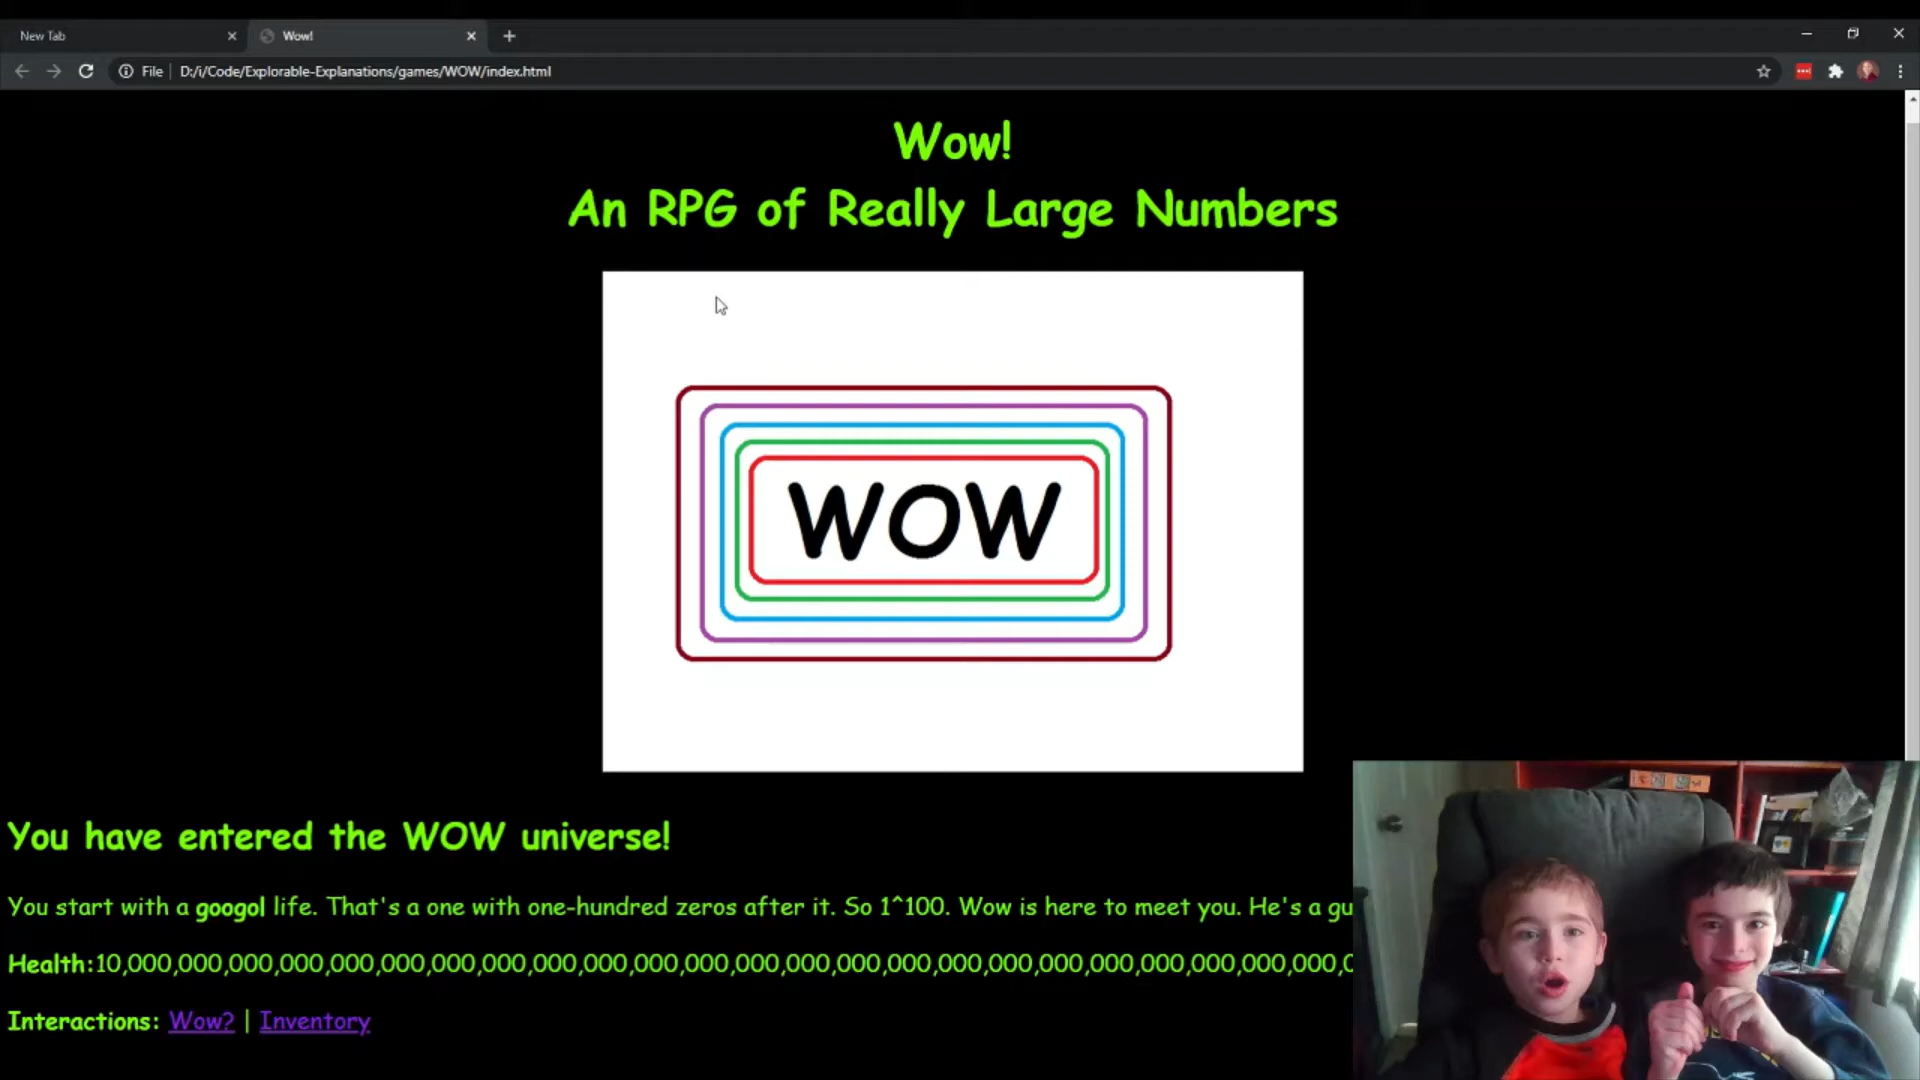 New Tab
Wow!
File D:/i/Code/Explorable-Explanations/games/WOW/index.html
Wow!
An RPG of Really Large Numbers
WOW
You have entered the WOW universe!
You start with a googol life. That's a one with one-hundred zeros after it. So 1^100. Wow is here to meet you. He's a gu
Health:10,000,000,000,000,000,000,000,000,000,000,000,000,000,000,000,000,000,000,000,000,000,000,000,000,0
Interactions: Wow? | Inventory